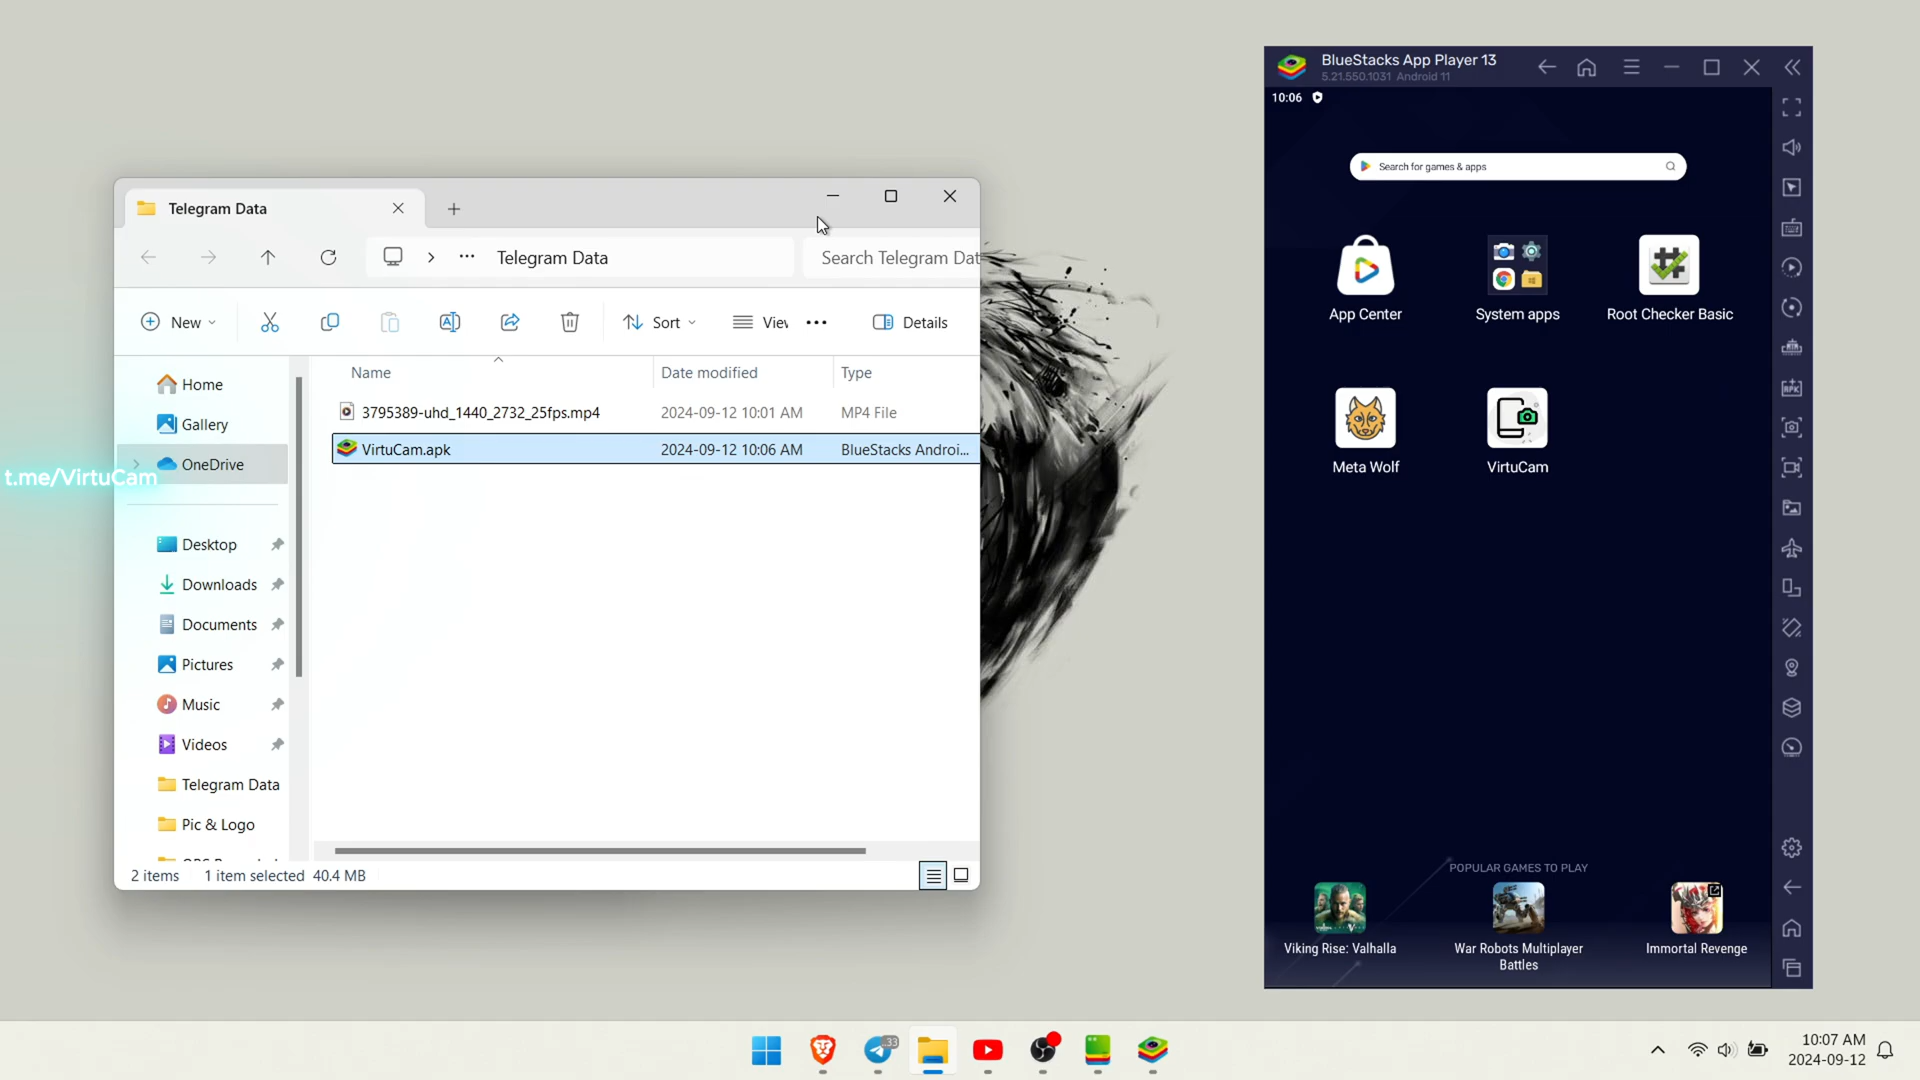 Telegram Data
Telegram Data
Search Telegram Dat
New
Sort
Viev
Details
Name
Date modified
Type
3795389-uhd_1440_2732_25fps.mp4
2024-09-12 10:01 AM
MP4 File
VirtuCam.apk
2024-09-12 10:06 AM
BlueStacks Androi...
Home
Gallery
OneDrive
t.me/VirtuCam
Desktop
Downloads
Documents
Pictures
Music
Videos
Telegram Data
Pic & Logo
2 items
1 item selected
40.4 MB
BlueStacks App Player 13
5.21.550.1031 Android 11
10:06
Search for games & apps
App Center
System apps
Root Checker Basic
Meta Wolf
VirtuCam
POPULAR GAMES TO PLAY
Viking Rise: Valhalla
War Robots Multiplayer
Battles
Immortal Revenge
33
10:07 AM
2024-09-12